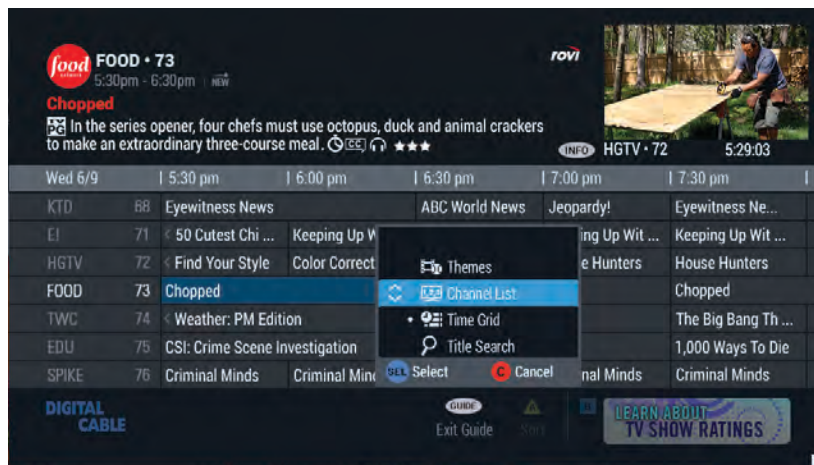 food
network
FOOD • 73
5:30pm - 6:30pm | NEW
rovi
Chopped
PG In the series opener, four chefs must use octopus, duck and animal crackers
to make an extraordinary three-course meal. CC ★★★
INFO HGTV • 72 5:29:03
Wed 6/9 | 5:30 pm | 6:00 pm | 6:30 pm | 7:00 pm | 7:30 pm |
KTD 68 Eyewitness News ABC World News Jeopardy! Eyewitness Ne...
E! 71 < 50 Cutest Chi ... Keeping Up W ing Up Wit ... Keeping Up Wit ...
HGTV 72 < Find Your Style Color Correct e Hunters House Hunters
FOOD 73 Chopped Chopped
TWC 74 < Weather: PM Edition The Big Bang Th ...
EDU 75 CSI: Crime Scene Investigation 1,000 Ways To Die
SPIKE 76 Criminal Minds Criminal Mind nal Minds Criminal Minds
Themes
Channel List
• Time Grid
Title Search
SEL Select C Cancel
DIGITAL
CABLE
GUIDE A B
Exit Guide
LEARN ABOUT
TV SHOW RATINGS